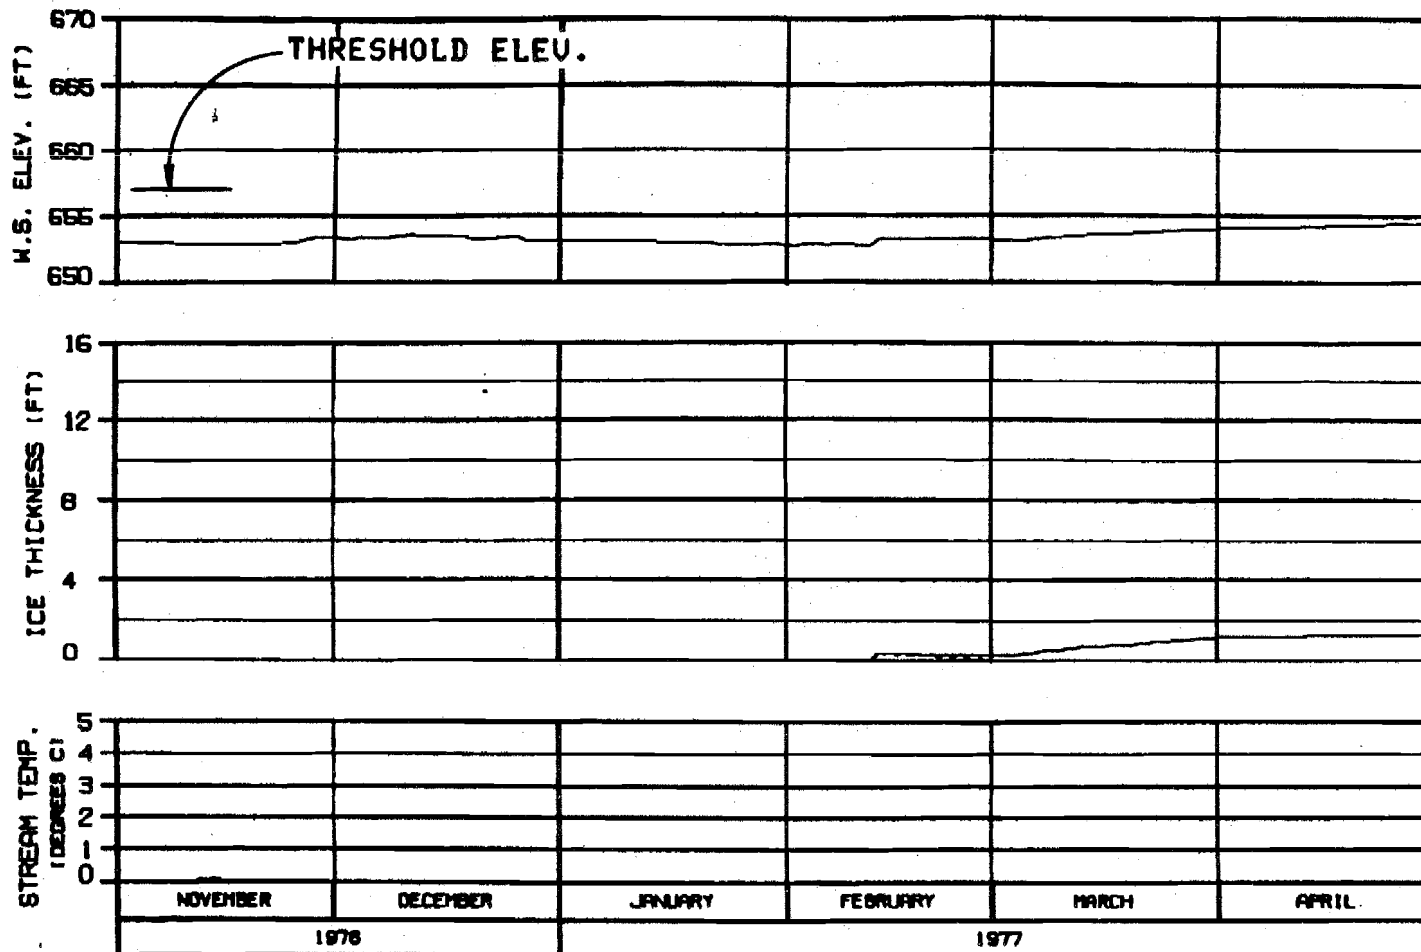 670
THRESHOLD ELEV.
665
660
655
650
W.S. ELEV. (FT)
16
12
8
4
0
ICE THICKNESS (FT)
5
4
3
2
1
0
STREAM TEMP.
(DEGREES C)
NOVEMBER DECEMBER JANUARY FEBRUARY MARCH APRIL
1976 1977